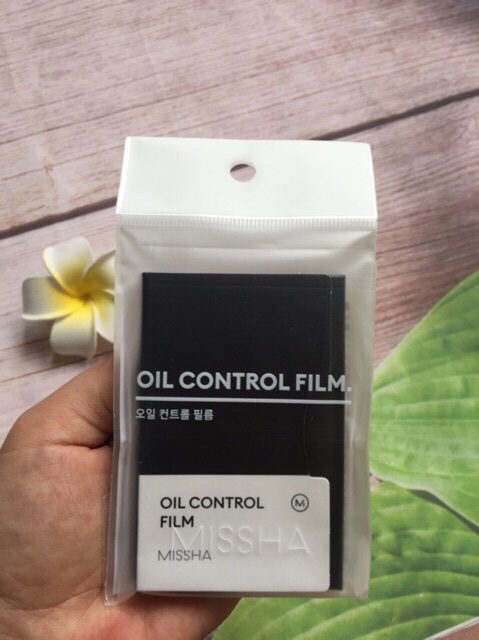 OIL CONTROL FILM.
오일 컨트롤 필름
OIL CONTROL
FILM
M
MISSHA
MISSHA